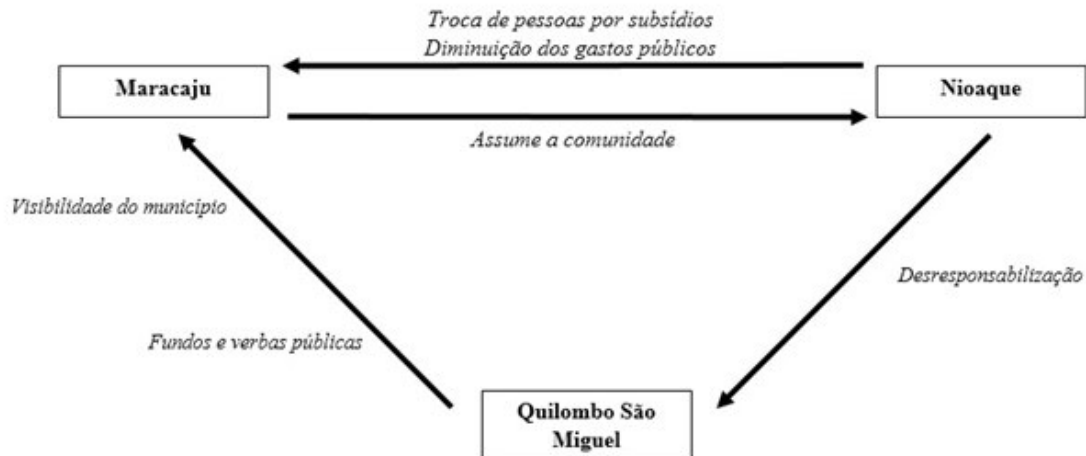 Troca de pessoas por subsídios
Diminuição dos gastos públicos
Maracaju
Nioaque
Assume a comunidade
Visibilidade do município
Desresponsabilização
Fundos e verbas públicas
Quilombo São
Miguel